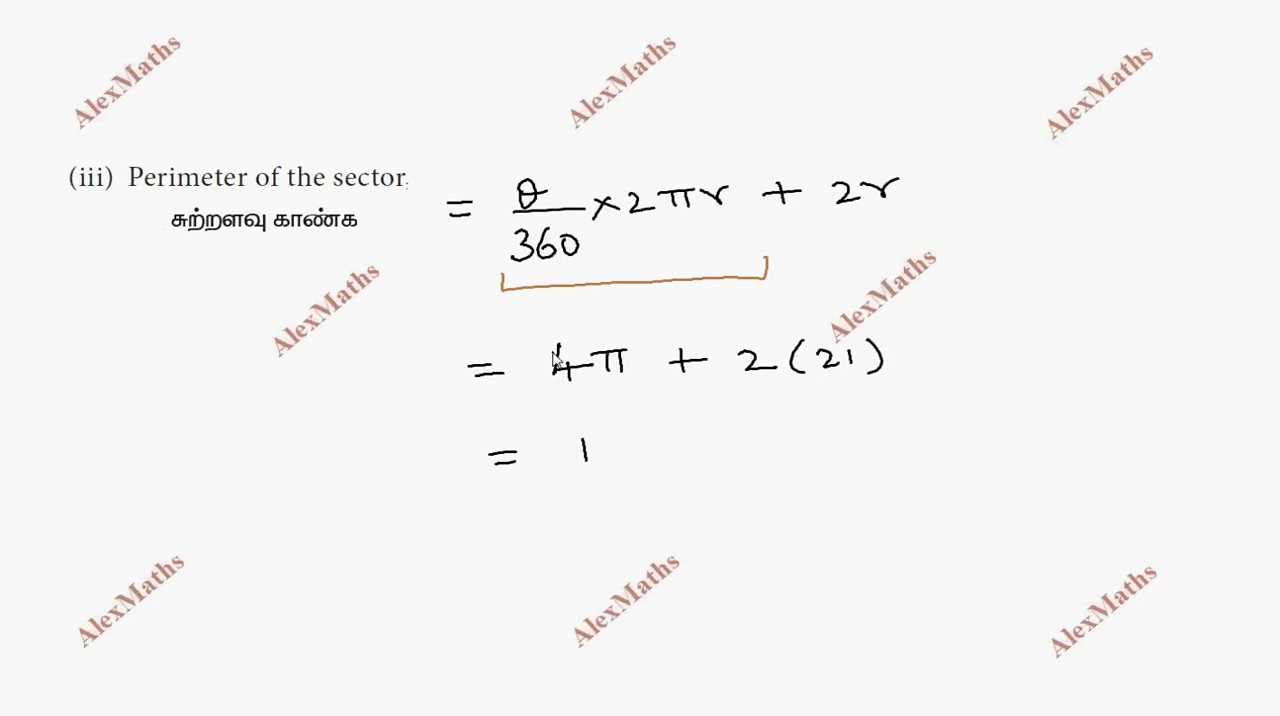 AlexMaths AlexMaths AlexMaths
(iii) Perimeter of the sector = θ/360 × 2πr + 2r
சுற்றளவு காண்க
AlexMaths AlexMaths
= 4π + 2(21)
= 1
AlexMaths AlexMaths AlexMaths